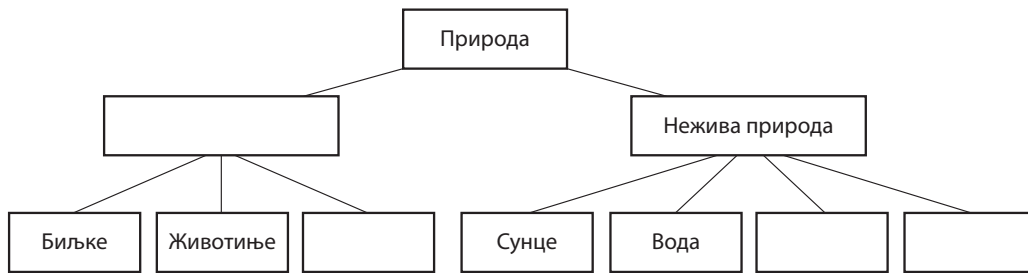 Природа
Нежива природа
Биљке
Животиње
Сунце
Вода